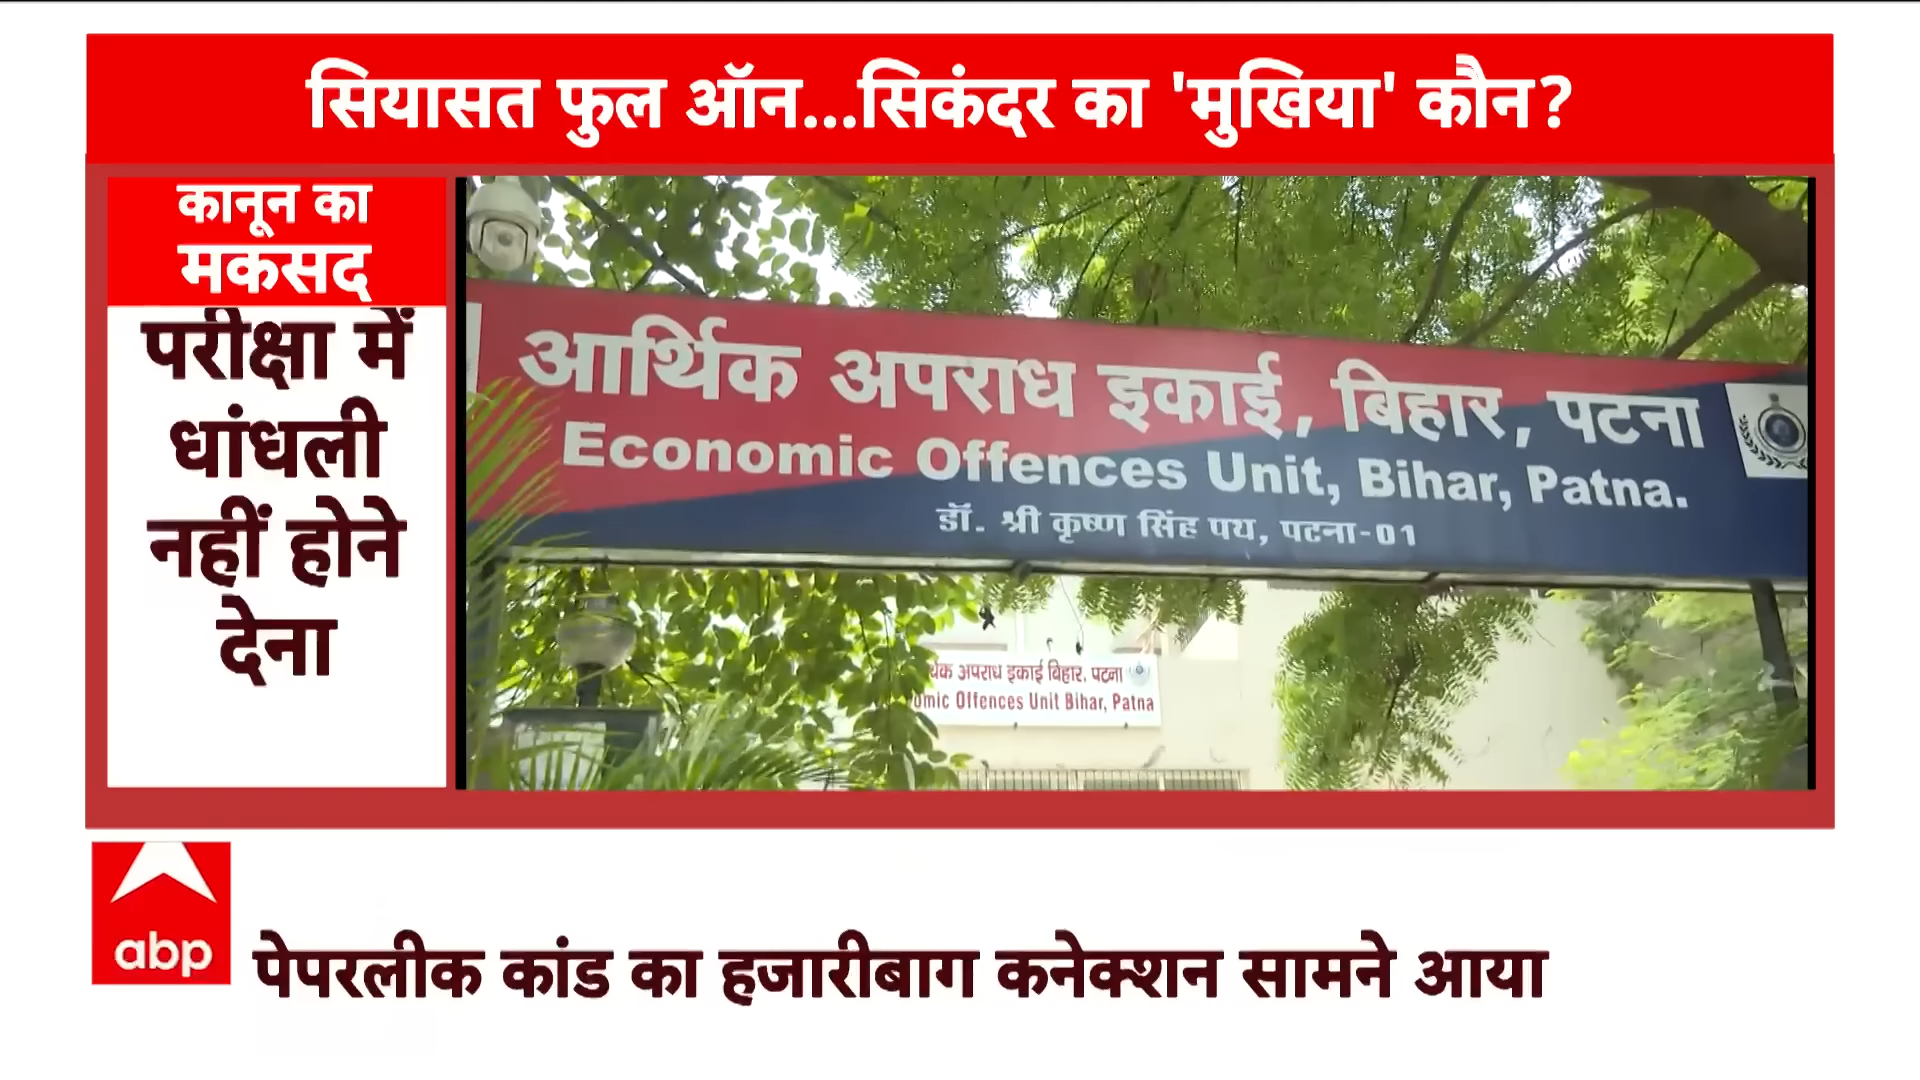 सियासत फुल ऑन...सिकंदर का 'मुखिया' कौन?
कानून का
मकसद
परीक्षा में
धांधली
नहीं होने
देना
आर्थिक अपराध इकाई, बिहार, पटना
Economic Offences Unit, Bihar, Patna.
डॉ. श्री कृष्ण सिंह पथ, पटना-01
अपराध इकाई बिहार, पटना
Offences Unit Bihar, Patna
abp
पेपरलीक कांड का हजारीबाग कनेक्शन सामने आया